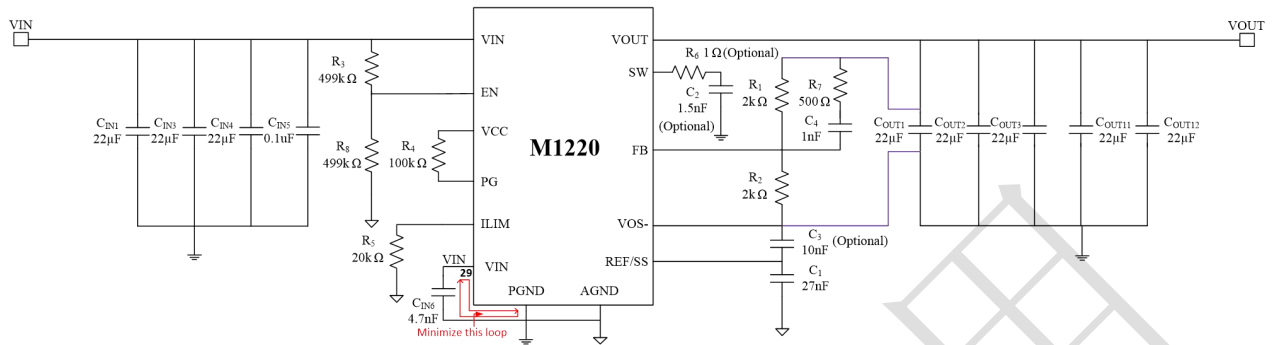 VIN
VOUT
VIN
VOUT
R6 1Ω(Optional)
SW
R3
499kΩ
R1
2kΩ
R7
500Ω
EN
C2
1.5nF
(Optional)
CIN1
22μF
CIN3
22μF
CIN4
22μF
CIN5
0.1uF
VCC
C4
1nF
COUT1
22μF
COUT2
22μF
COUT3
22μF
COUT11
22μF
COUT12
22μF
R8
499kΩ
R4
100kΩ
M1220
FB
PG
R2
2kΩ
ILIM
VOS-
R5
20kΩ
C3
10nF
(Optional)
VIN
VIN
29
REF/SS
C1
27nF
PGND
AGND
CIN6
4.7nF
Minimize this loop